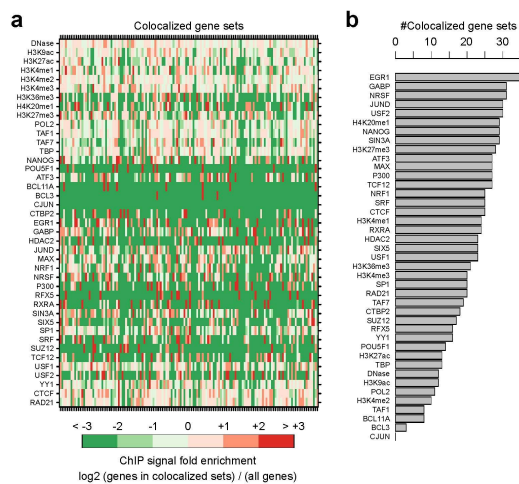 a
Colocalized gene sets
DNase
H3K9ac
H3K27ac
H3K4me1
H3K4me2
H3K4me3
H3K36me3
H4K20me1
H3K27me3
POL2
TAF1
TAF7
TBP
NANOG
POU5F1
ATF3
BCL11A
BCL3
CJUN
CTBP2
EGR1
GABP
HDAC2
JUND
MAX
NRF1
NRSF
P300
RFX5
RXRA
SIN3A
SIX5
SP1
SRF
SUZ12
TCF12
USF1
USF2
YY1
CTCF
RAD21
< -3 -2 -1 0 +1 +2 > +3
ChIP signal fold enrichment
log2 (genes in colocalized sets) / (all genes)
b
#Colocalized gene sets
0 10 20 30
EGR1
GABP
NRSF
JUND
USF2
H4K20me1
NANOG
SIN3A
H3K27me3
ATF3
MAX
P300
TCF12
NRF1
SRF
CTCF
H3K4me1
RXRA
HDAC2
SIX5
USF1
H3K36me3
H3K4me3
SP1
RAD21
TAF7
CTBP2
SUZ12
RFX5
YY1
POU5F1
H3K27ac
TBP
DNase
H3K9ac
POL2
H3K4me2
TAF1
BCL11A
BCL3
CJUN